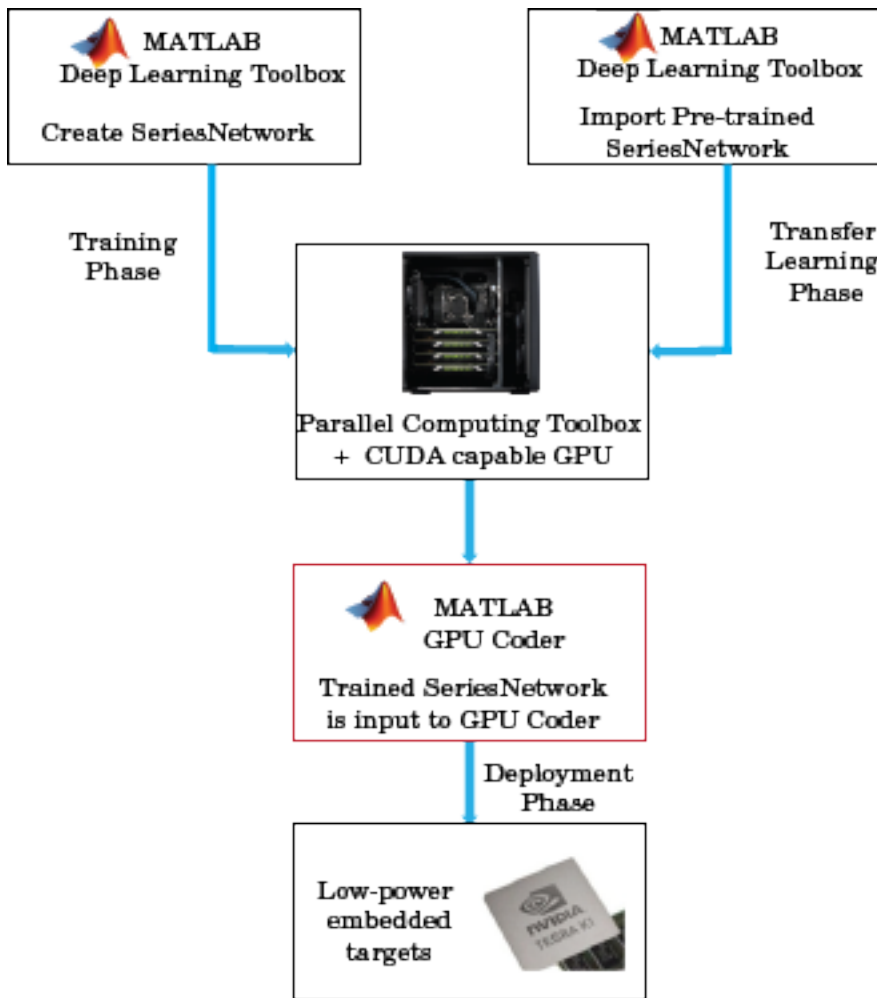 MATLAB
Deep Learning Toolbox
Create SeriesNetwork
MATLAB
Deep Learning Toolbox
Import Pre-trained
SeriesNetwork
Training
Phase
Transfer
Learning
Phase
Parallel Computing Toolbox
+ CUDA capable GPU
MATLAB
GPU Coder
Trained SeriesNetwork
is input to GPU Coder
Deployment
Phase
Low-power
embedded
targets
NVIDIA
TEGRA K1